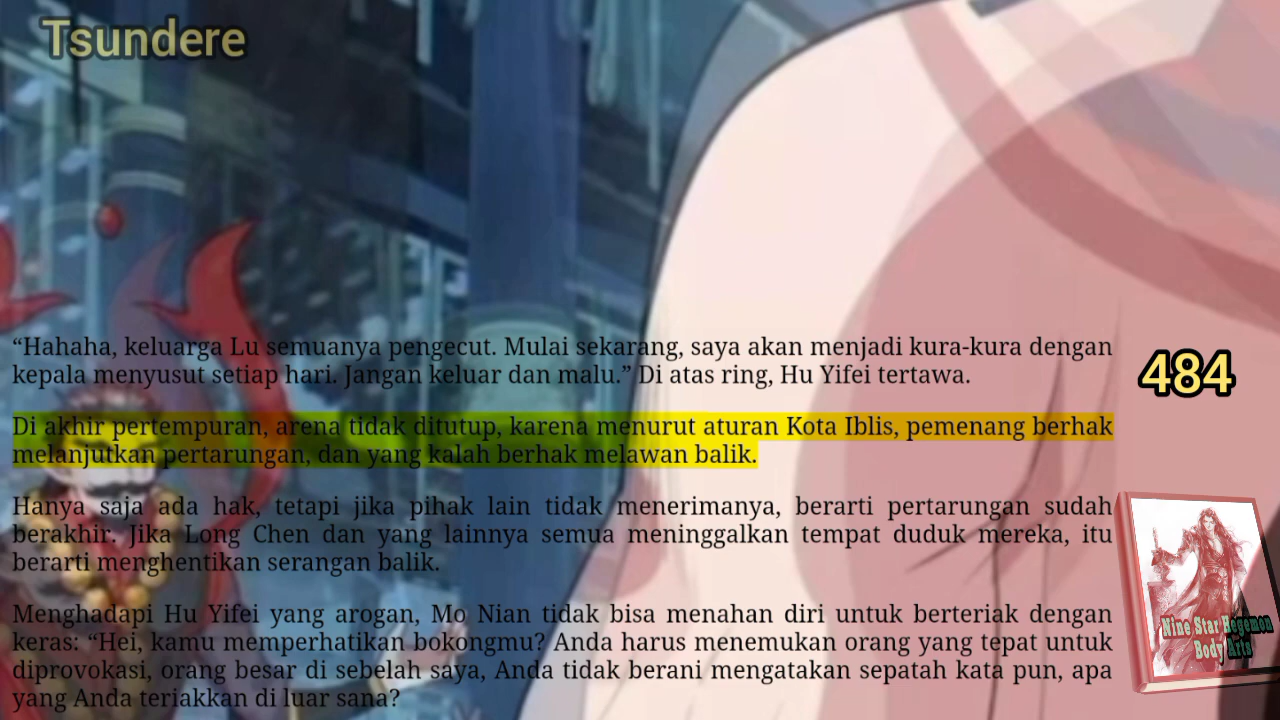 Tsundere
“Hahaha, keluarga Lu semuanya pengecut. Mulai sekarang, saya akan menjadi kura-kura dengan
kepala menyusut setiap hari. Jangan keluar dan malu.” Di atas ring, Hu Yifei tertawa.
Di akhir pertempuran, arena tidak ditutup, karena menurut aturan Kota Iblis, pemenang berhak
melanjutkan pertarungan, dan yang kalah berhak melawan balik.
Hanya saja ada hak, tetapi jika pihak lain tidak menerimanya, berarti pertarungan sudah
berakhir. Jika Long Chen dan yang lainnya semua meninggalkan tempat duduk mereka, itu
berarti menghentikan serangan balik.
Menghadapi Hu Yifei yang arogan, Mo Nian tidak bisa menahan diri untuk berteriak dengan
keras: “Hei, kamu memperhatikan bokongmu? Anda harus menemukan orang yang tepat untuk
diprovokasi, orang besar di sebelah saya, Anda tidak berani mengatakan sepatah kata pun, apa
yang Anda teriakkan di luar sana?
484
Nine Star Hegemon
Body Arts